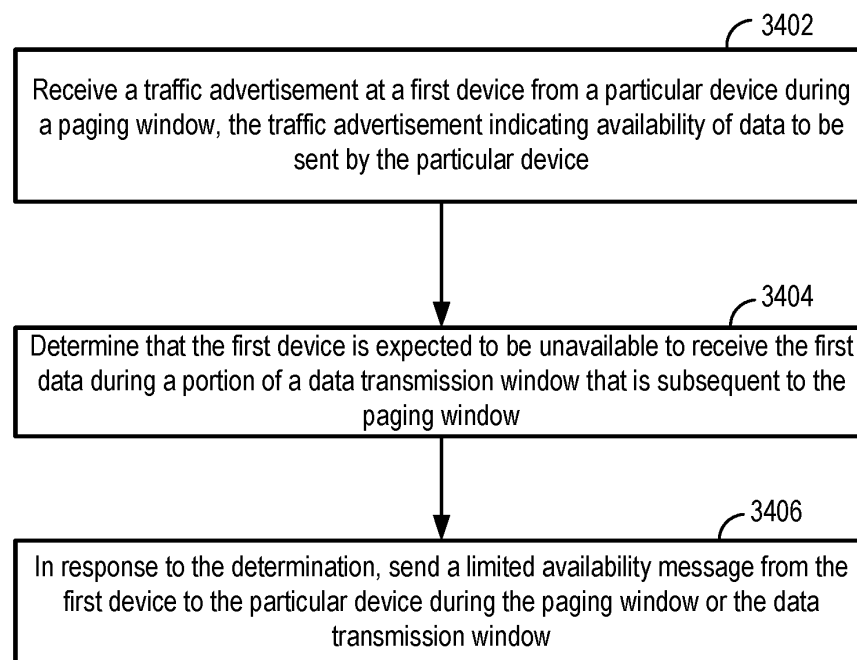 3402
Receive a traffic advertisement at a first device from a particular device during
a paging window, the traffic advertisement indicating availability of data to be
sent by the particular device
3404
Determine that the first device is expected to be unavailable to receive the first
data during a portion of a data transmission window that is subsequent to the
paging window
3406
In response to the determination, send a limited availability message from the
first device to the particular device during the paging window or the data
transmission window